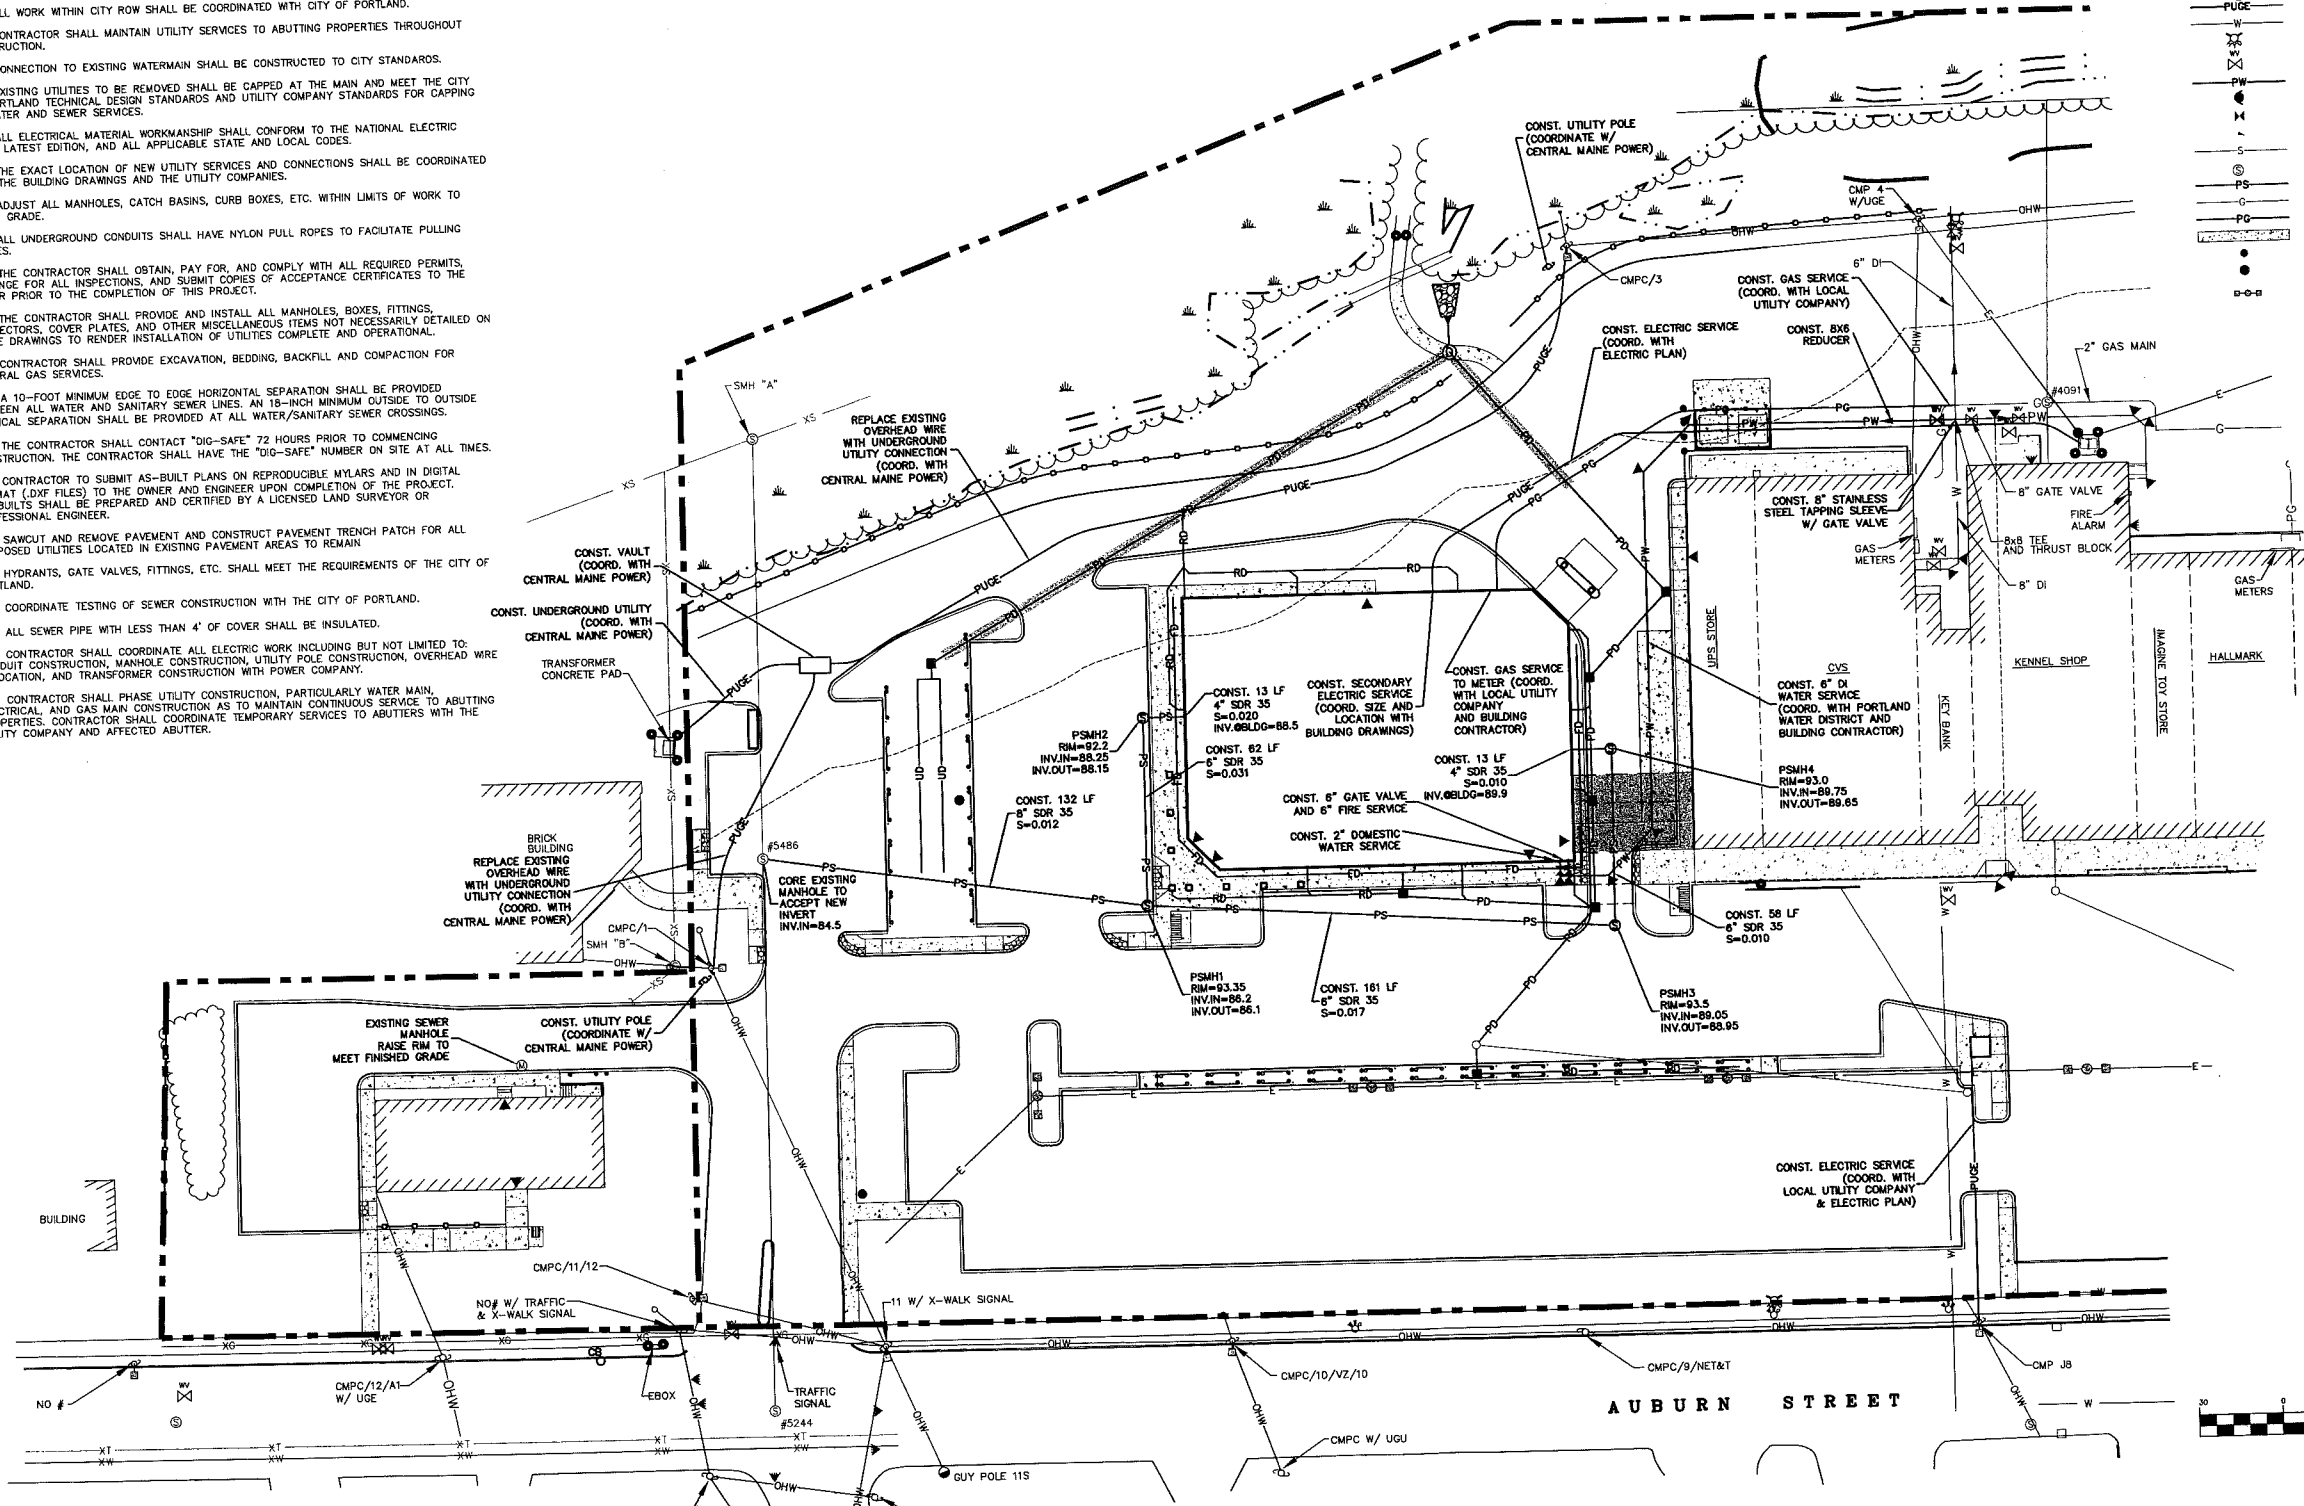 LL WORK WITHIN CITY ROW SHALL BE COORDINATED WITH CITY OF PORTLAND.
ONTRACTOR SHALL MAINTAIN UTILITY SERVICES TO ABUTTING PROPERTIES THROUGHOUT
RUCTION.
ONNECTION TO EXISTING WATERMAIN SHALL BE CONSTRUCTED TO CITY STANDARDS.
XISTING UTILITIES TO BE REMOVED SHALL BE CAPPED AT THE MAIN AND MEET THE CITY
RTLAND TECHNICAL DESIGN STANDARDS AND UTILITY COMPANY STANDARDS FOR CAPPING
TER AND SEWER SERVICES.
LL ELECTRICAL MATERIAL WORKMANSHIP SHALL CONFORM TO THE NATIONAL ELECTRIC
LATEST EDITION, AND ALL APPLICABLE STATE AND LOCAL CODES.
THE EXACT LOCATION OF NEW UTILITY SERVICES AND CONNECTIONS SHALL BE COORDINATED
THE BUILDING DRAWINGS AND THE UTILITY COMPANIES.
ADJUST ALL MANHOLES, CATCH BASINS, CURB BOXES, ETC. WITHIN LIMITS OF WORK TO
GRADE.
ALL UNDERGROUND CONDUITS SHALL HAVE NYLON PULL ROPES TO FACILITATE PULLING
ES.
THE CONTRACTOR SHALL OBTAIN, PAY FOR, AND COMPLY WITH ALL REQUIRED PERMITS,
NGE FOR ALL INSPECTIONS, AND SUBMIT COPIES OF ACCEPTANCE CERTIFICATES TO THE
R PRIOR TO THE COMPLETION OF THIS PROJECT.
THE CONTRACTOR SHALL PROVIDE AND INSTALL ALL MANHOLES, BOXES, FITTINGS,
ECTORS, COVER PLATES, AND OTHER MISCELLANEOUS ITEMS NOT NECESSARILY DETAILED ON
E DRAWINGS TO RENDER INSTALLATION OF UTILITIES COMPLETE AND OPERATIONAL.
CONTRACTOR SHALL PROVIDE EXCAVATION, BEDDING, BACKFILL AND COMPACTION FOR
RAL GAS SERVICES.
A 10-FOOT MINIMUM EDGE TO EDGE HORIZONTAL SEPARATION SHALL BE PROVIDED
EEN ALL WATER AND SANITARY SEWER LINES. AN 18-INCH MINIMUM OUTSIDE TO OUTSIDE
ICAL SEPARATION SHALL BE PROVIDED AT ALL WATER/SANITARY SEWER CROSSINGS.
THE CONTRACTOR SHALL CONTACT "DIG-SAFE" 72 HOURS PRIOR TO COMMENCING
STRUCTION. THE CONTRACTOR SHALL HAVE THE "DIG-SAFE" NUMBER ON SITE AT ALL TIMES.
CONTRACTOR TO SUBMIT AS-BUILT PLANS ON REPRODUCIBLE MYLARS AND IN DIGITAL
MAT (.DXF FILES) TO THE OWNER AND ENGINEER UPON COMPLETION OF THE PROJECT.
BUILTS SHALL BE PREPARED AND CERTIFIED BY A LICENSED LAND SURVEYOR OR
FESSIONAL ENGINEER.
SAWCUT AND REMOVE PAVEMENT AND CONSTRUCT PAVEMENT TRENCH PATCH FOR ALL
POSED UTILITIES LOCATED IN EXISTING PAVEMENT AREAS TO REMAIN
HYDRANTS, GATE VALVES, FITTINGS, ETC. SHALL MEET THE REQUIREMENTS OF THE CITY OF
TLAND.
COORDINATE TESTING OF SEWER CONSTRUCTION WITH THE CITY OF PORTLAND.
ALL SEWER PIPE WITH LESS THAN 4' OF COVER SHALL BE INSULATED.
CONTRACTOR SHALL COORDINATE ALL ELECTRIC WORK INCLUDING BUT NOT LIMITED TO:
DUIT CONSTRUCTION, MANHOLE CONSTRUCTION, UTILITY POLE CONSTRUCTION, OVERHEAD WIRE
OCATION, AND TRANSFORMER CONSTRUCTION WITH POWER COMPANY.
CONTRACTOR SHALL PHASE UTILITY CONSTRUCTION, PARTICULARLY WATER MAIN,
CTRICAL, AND GAS MAIN CONSTRUCTION AS TO MAINTAIN CONTINUOUS SERVICE TO ABUTTING
PERTIES. CONTRACTOR SHALL COORDINATE TEMPORARY SERVICES TO ABUTTERS WITH THE
LITY COMPANY AND AFFECTED ABUTTER.
PUGE
W
WV
PW
S
PS
G
PG
CONST. UTILITY POLE
(COORDINATE W/
CENTRAL MAINE POWER)
CMP 4
W/UGE
OHW
CMPC/3
6" DI
CONST. GAS SERVICE
(COORD. WITH LOCAL
UTILITY COMPANY)
CONST. ELECTRIC SERVICE
(COORD. WITH
ELECTRIC PLAN)
CONST. 8X6
REDUCER
2" GAS MAIN
#4091
SMH "A"
XS
REPLACE EXISTING
OVERHEAD WIRE
WITH UNDERGROUND
UTILITY CONNECTION
(COORD. WITH
CENTRAL MAINE POWER)
CONST. VAULT
(COORD. WITH
CENTRAL MAINE POWER)
CONST. UNDERGROUND UTILITY
(COORD. WITH
CENTRAL MAINE POWER)
TRANSFORMER
CONCRETE PAD
CONST. 8" STAINLESS
STEEL TAPPING SLEEVE
W/ GATE VALVE
8" GATE VALVE
FIRE
ALARM
GAS
METERS
8x8 TEE
AND THRUST BLOCK
8" DI
GAS
METERS
UPS STORE
CVS
KEY BANK
KENNEL SHOP
IMAGINE TOY STORE
HALLMARK
CONST. 13 LF
4" SDR 35
S=0.020
INV.@BLDG=88.5
CONST. SECONDARY
ELECTRIC SERVICE
(COORD. SIZE AND
LOCATION WITH
BUILDING DRAWINGS)
CONST. GAS SERVICE
TO METER (COORD.
WITH LOCAL UTILITY
COMPANY
AND BUILDING
CONTRACTOR)
CONST. 6" DI
WATER SERVICE
(COORD. WITH PORTLAND
WATER DISTRICT AND
BUILDING CONTRACTOR)
PSMH2
RIM=92.2
INV.IN=88.25
INV.OUT=88.15
CONST. 62 LF
6" SDR 35
S=0.031
CONST. 13 LF
4" SDR 35
S=0.010
INV.@BLDG=89.9
PSMH4
RIM=93.0
INV.IN=89.75
INV.OUT=89.65
CONST. 132 LF
8" SDR 35
S=0.012
CONST. 6" GATE VALVE
AND 6" FIRE SERVICE
CONST. 2" DOMESTIC
WATER SERVICE
BRICK
BUILDING
REPLACE EXISTING
OVERHEAD WIRE
WITH UNDERGROUND
UTILITY CONNECTION
(COORD. WITH
CENTRAL MAINE POWER)
#5486
CORE EXISTING
MANHOLE TO
ACCEPT NEW
INVERT
INV.IN=84.5
CMPC/1
SMH "B"
OHW
CONST. 58 LF
6" SDR 35
S=0.010
PSMH1
RIM=93.35
INV.IN=86.2
INV.OUT=86.1
CONST. 161 LF
6" SDR 35
S=0.017
PSMH3
RIM=93.5
INV.IN=89.05
INV.OUT=88.95
EXISTING SEWER
MANHOLE
RAISE RIM TO
MEET FINISHED GRADE
CONST. UTILITY POLE
(COORDINATE W/
CENTRAL MAINE POWER)
CONST. ELECTRIC SERVICE
(COORD. WITH
LOCAL UTILITY COMPANY
& ELECTRIC PLAN)
PUGE
BUILDING
CMPC/11/12
NO# W/ TRAFFIC
& X-WALK SIGNAL
11 W/ X-WALK SIGNAL
CB
NO #
WV
CMPC/12/A1
W/ UGE
EBOX
TRAFFIC
SIGNAL
#5244
CMPC/10/VZ/10
CMPC/9/NET&T
CMP J8
AUBURN STREET
CMPC W/ UGU
GUY POLE 11S
XT
XW
30
0